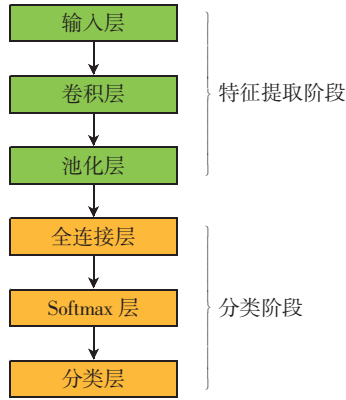 输入层
卷积层
特征提取阶段
池化层
全连接层
Softmax 层
分类阶段
分类层